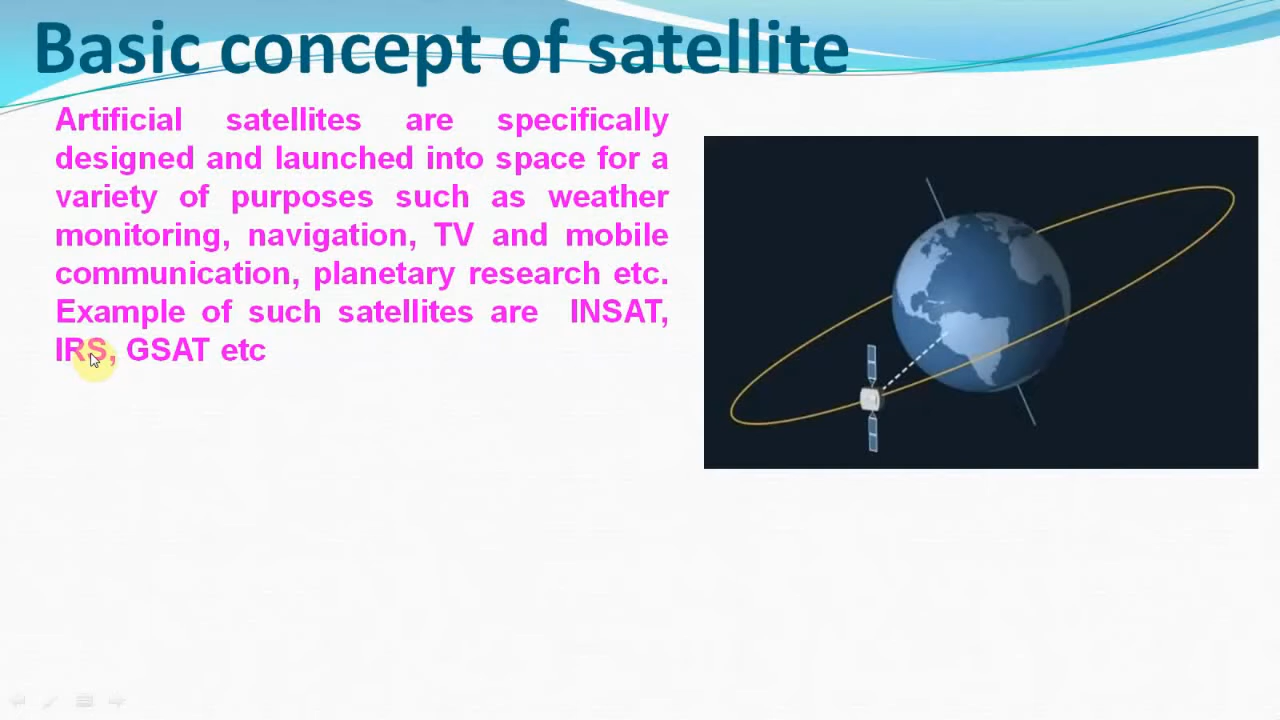 Basic concept of satellite
Artificial satellites are specifically
designed and launched into space for a
variety of purposes such as weather
monitoring, navigation, TV and mobile
communication, planetary research etc.
Example of such satellites are INSAT,
IRS, GSAT etc